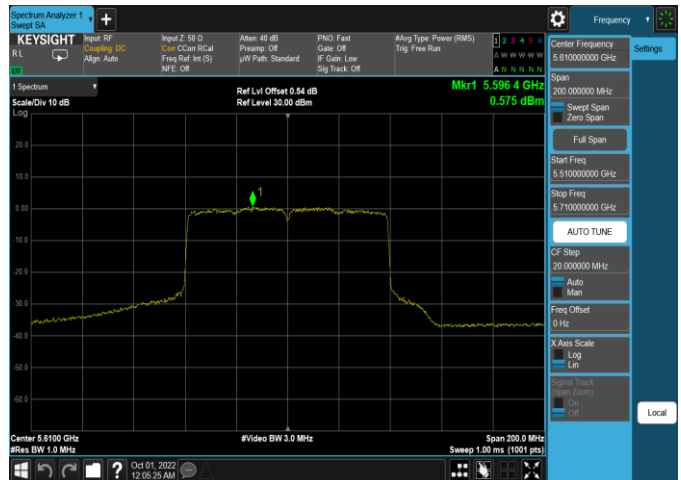 Spectrum Analyzer 1
Swept SA
+
Frequency
KEYSIGHT
RL
LV
Input: RF
Coupling: DC
Align: Auto
Input Z: 50 Ω
Corr CCorr RCal
Freq Ref: Int (S)
NFE: Off
Atten: 40 dB
Preamp: Off
µW Path: Standard
PNO: Fast
Gate: Off
IF Gain: Low
Sig Track: Off
#Avg Type: Power (RMS)
Trig: Free Run
1 2 3 4 5 6
A W W W W W
A N N N N N
1 Spectrum
Scale/Div 10 dB
Log
Ref Lvl Offset 0.54 dB
Ref Level 30.00 dBm
Mkr1 5.596 4 GHz
0.575 dBm
20.0
10.0
0.00
-10.0
-20.0
-30.0
-40.0
-50.0
-60.0
1
Center 5.6100 GHz
#Res BW 1.0 MHz
#Video BW 3.0 MHz
Span 200.0 MHz
Sweep 1.00 ms (1001 pts)
?
Oct 01, 2022
12:05:25 AM
Center Frequency
5.610000000 GHz
Span
200.000000 MHz
Swept Span
Zero Span
Full Span
Start Freq
5.510000000 GHz
Stop Freq
5.710000000 GHz
AUTO TUNE
CF Step
20.000000 MHz
Auto
Man
Freq Offset
0 Hz
X Axis Scale
Log
Lin
Signal Track
(Span Zoom)
On
Off
Settings
Local